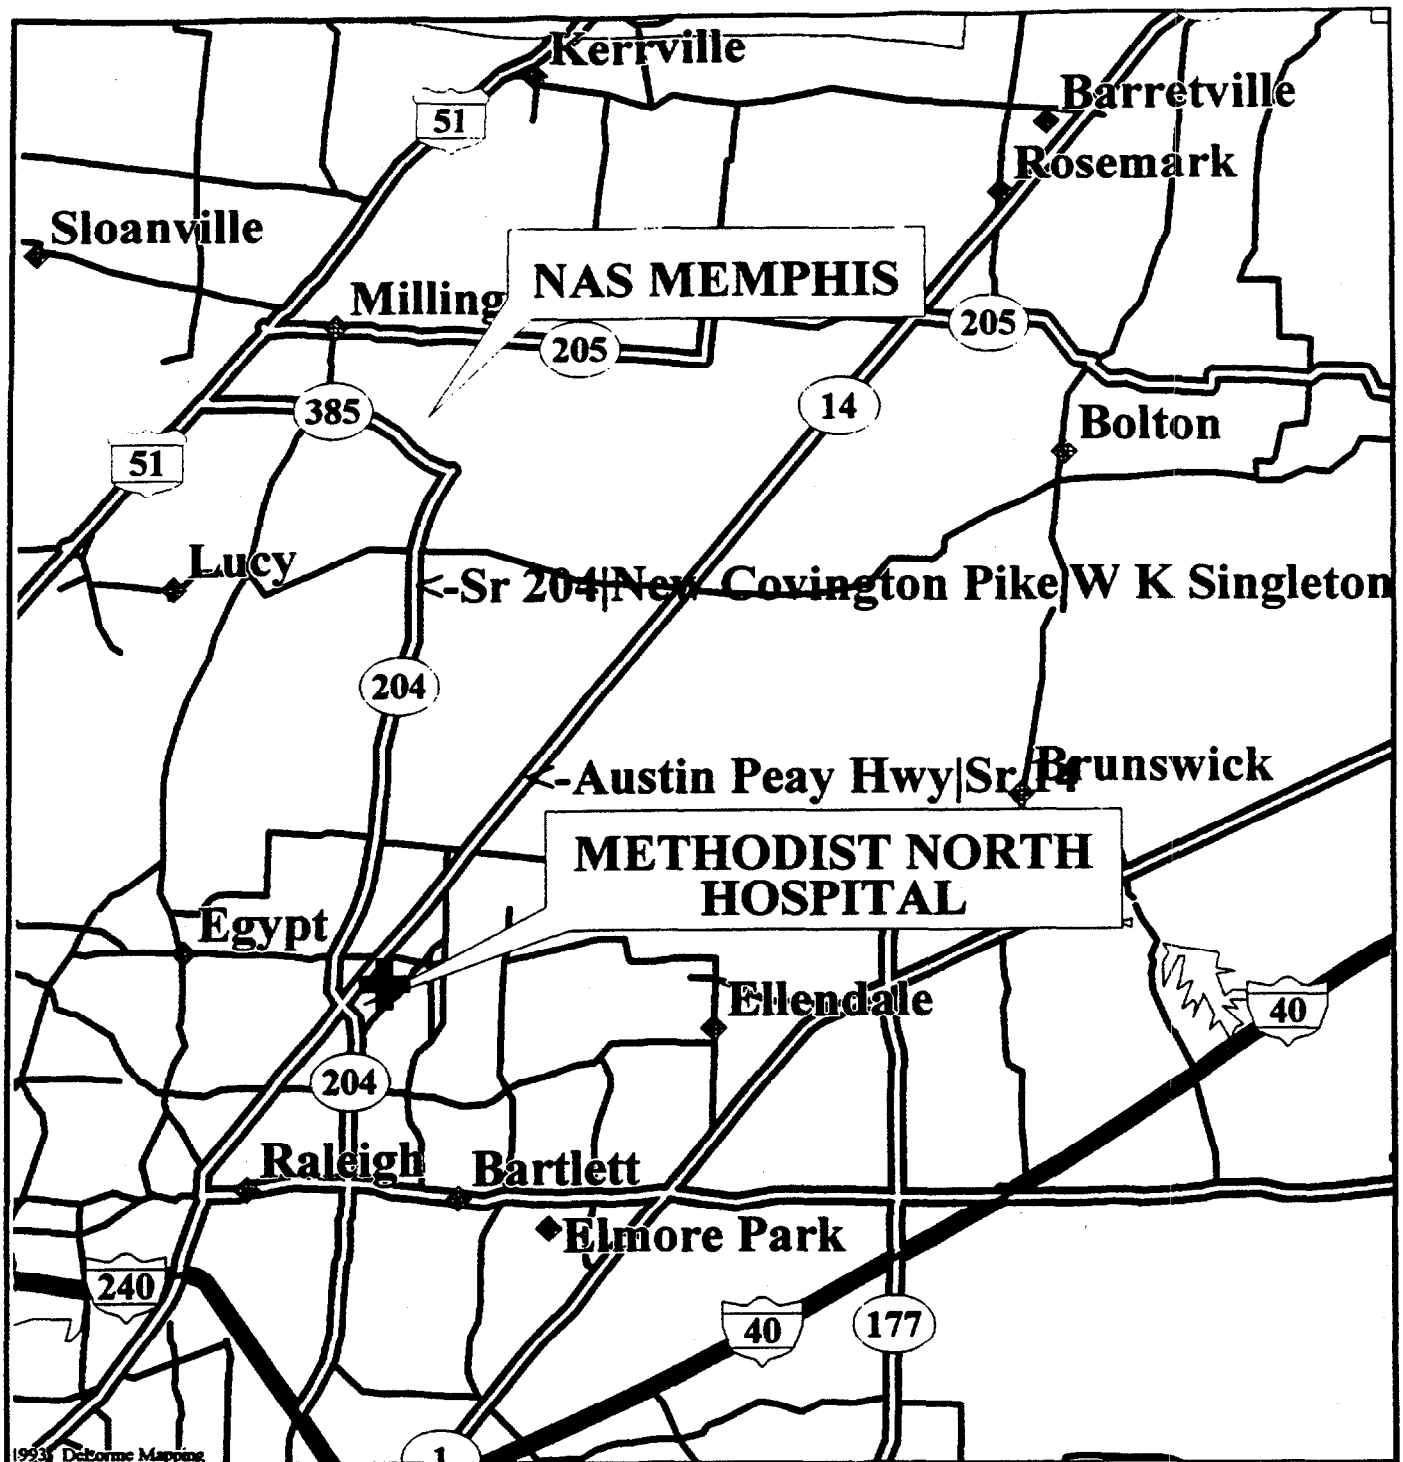 Kerrville
51
Barretville
Rosemark
Sloanville
NAS MEMPHIS
Milling
205
205
385
14
Bolton
51
Lucy
<-Sr 204|New Covington Pike|W K Singleton
204
<-Austin Peay Hwy|Sr 14
Brunswick
METHODIST NORTH
HOSPITAL
Egypt
Ellendale
40
204
Raleigh
Bartlett
Elmore Park
240
40
177
1
1993 DeLorme Mapping